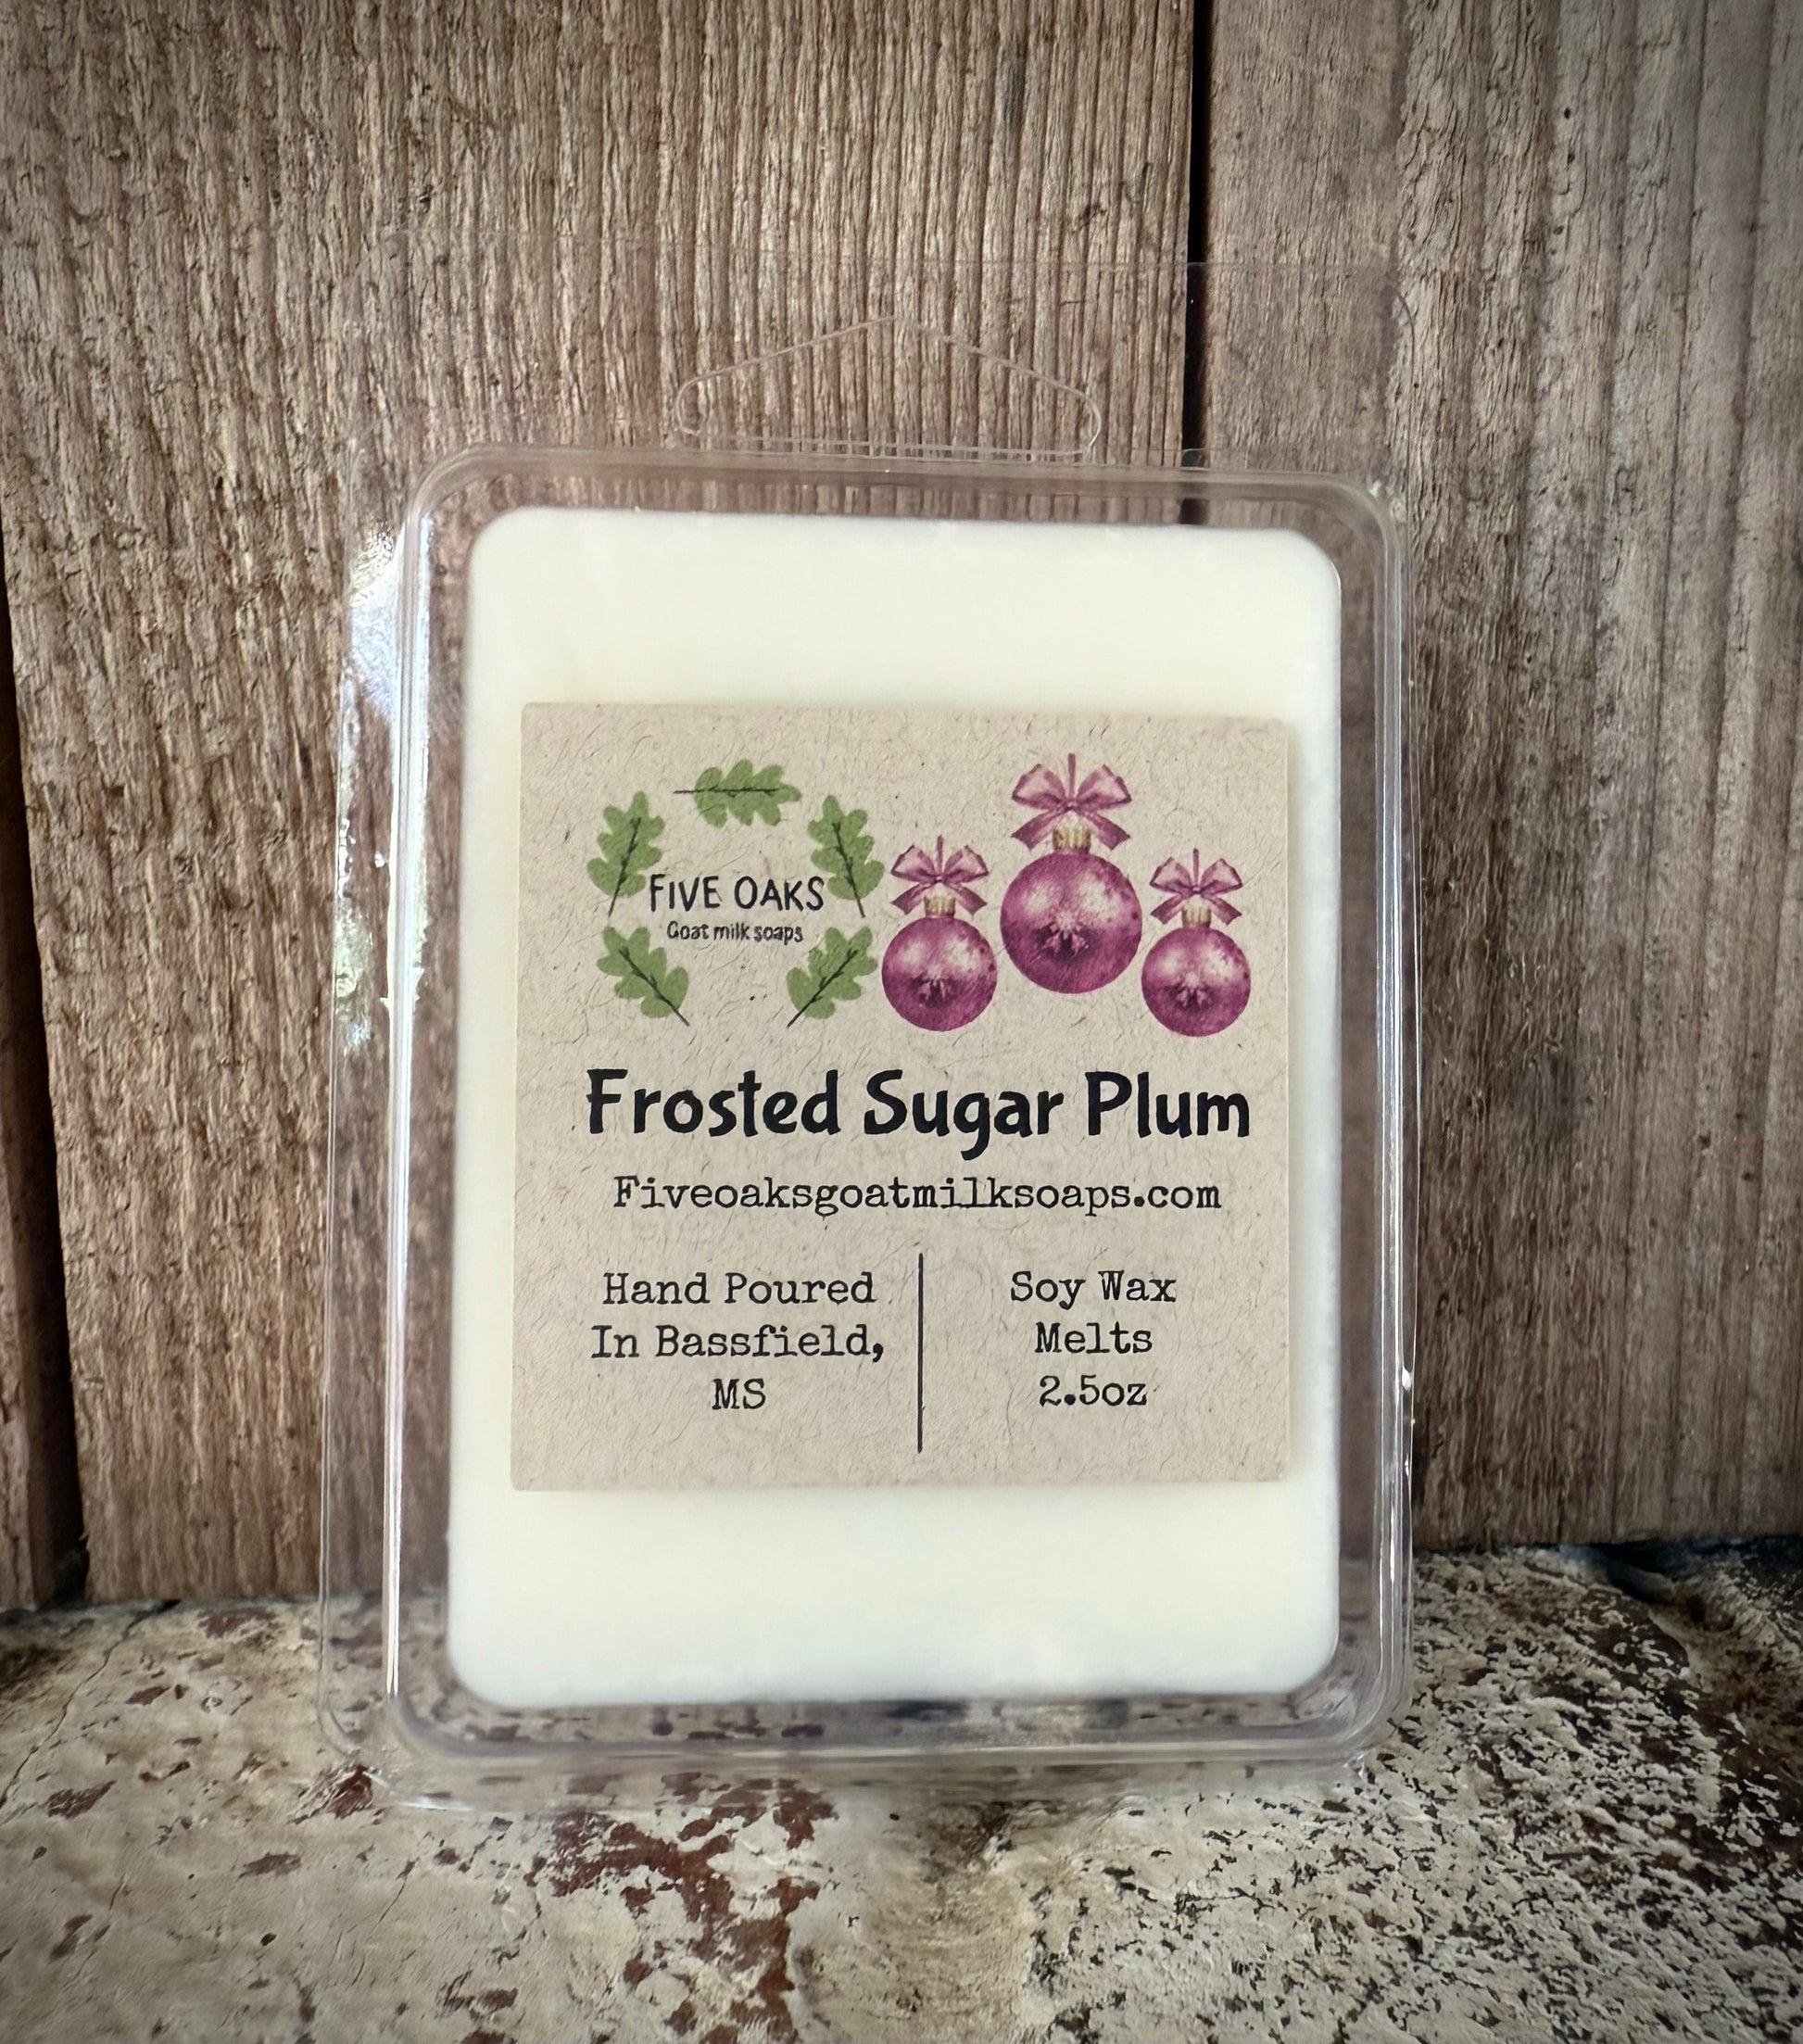 FIVE OAKS
Goat milk soaps
Frosted Sugar Plum
Fiveoaksgoatmilksoaps.com
Hand Poured
In Bassfield,
MS
Soy Wax
Melts
2.5oz